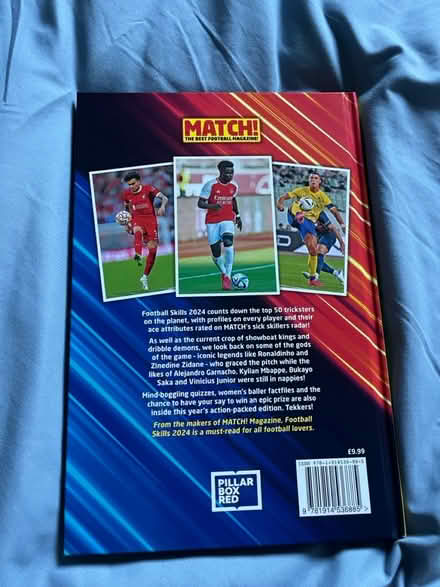 MATCH!
THE BEST FOOTBALL MAGAZINE!
Football Skills 2024 counts down the top 50 tricksters
on the planet, with profiles on every player and their
ace attributes rated on MATCH's sick skillers radar!
As well as the current crop of showboat kings and
dribble demons, we look back on some of the gods
of the game - iconic legends like Ronaldinho and
Zinedine Zidane - who graced the pitch while the
likes of Alejandro Garnacho, Kylian Mbappe, Bukayo
Saka and Vinicius Junior were still in nappies!
Mind-boggling quizzes, women's baller factfiles and the
chance to have your say to win an epic prize are also
inside this year's action-packed edition. Tekkers!
From the makers of MATCH! Magazine, Football
Skills 2024 is a must-read for all football lovers.
£9.99
PILLAR
BOX
RED
9 781914 536885 >